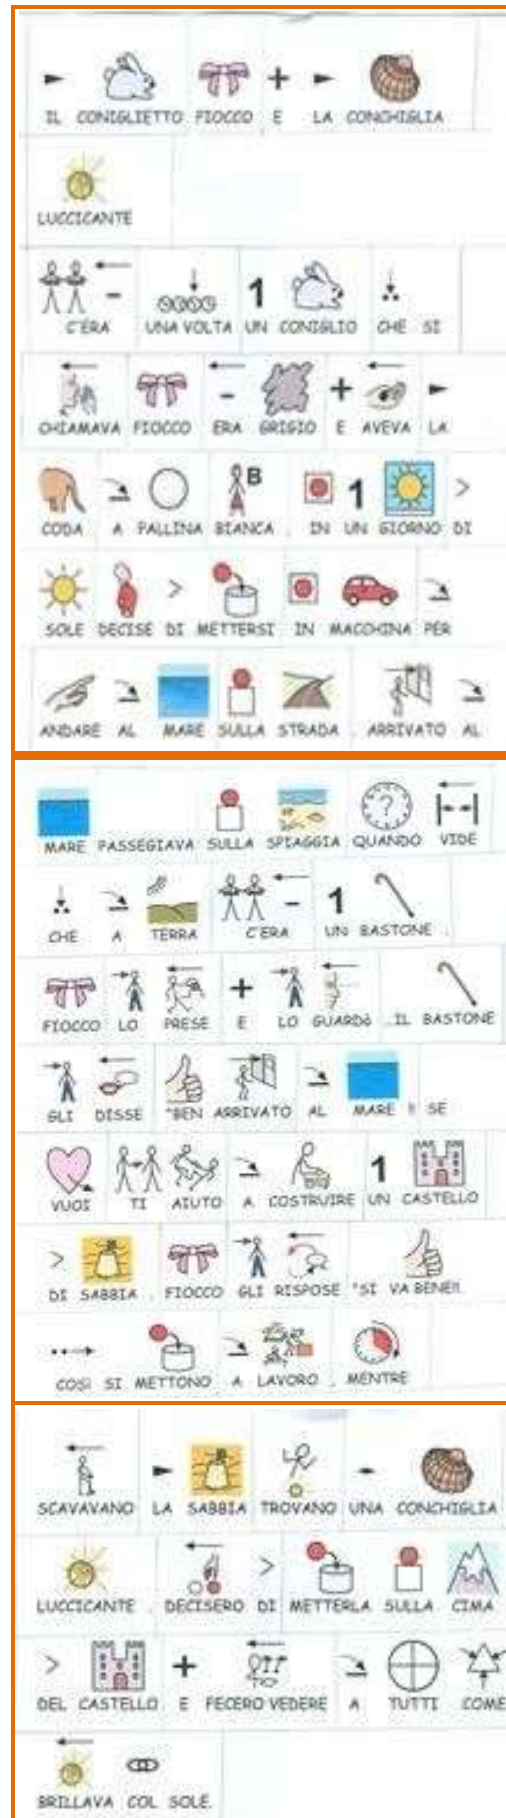 IL CONIGLIETTO FIOCCO E LA CONCHIGLIA
LUCCICANTE
C'ERA UNA VOLTA UN CONIGLIO CHE SI
CHIAMAVA FIOCCO ERA GRIGIO E AVEVA LA
CODA A PALLINA BIANCA . IN UN GIORNO DI
SOLE DECISE DI METTERSI IN MACCHINA PER
ANDARE AL MARE SULLA STRADA . ARRIVATO AL
MARE PASSEGIAVA SULLA SPIAGGIA QUANDO VIDE
CHE A TERRA C'ERA UN BASTONE .
FIOCCO LO PRESE E LO GUARDò .IL BASTONE
GLI DISSE "BEN ARRIVATO AL MARE !! SE
VUOI TI AIUTO A COSTRUIRE UN CASTELLO
DI SABBIA . FIOCCO GLI RISPOSE "SI VA BENE!!.
COSì SI METTONO A LAVORO , MENTRE
SCAVAVANO LA SABBIA TROVANO UNA CONCHIGLIA
LUCCICANTE . DECISERO DI METTERLA SULLA CIMA
DEL CASTELLO E FECERO VEDERE A TUTTI COME
BRILLAVA COL SOLE.